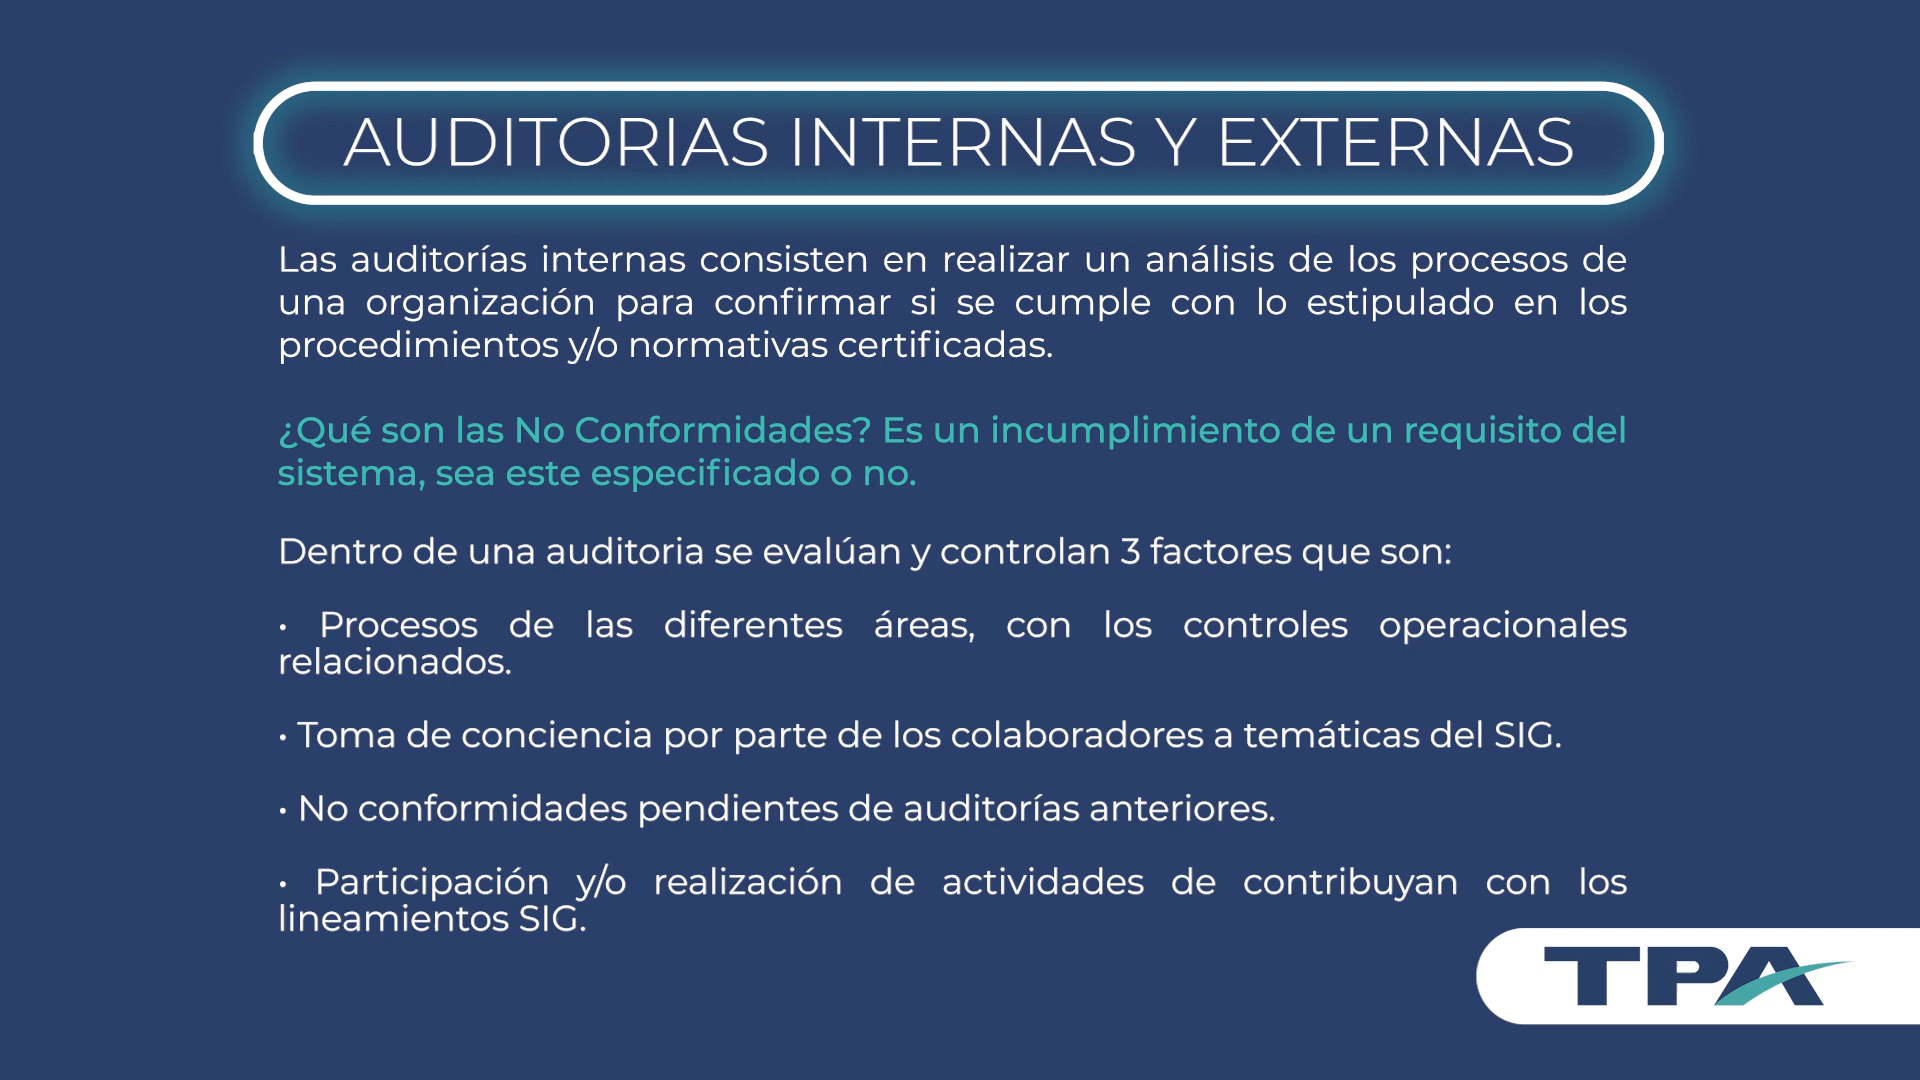 AUDITORIAS INTERNAS Y EXTERNAS
Las auditorías internas consisten en realizar un análisis de los procesos de
una organización para confirmar si se cumple con lo estipulado en los
procedimientos y/o normativas certificadas.
¿Qué son las No Conformidades? Es un incumplimiento de un requisito del
sistema, sea este especificado o no.
Dentro de una auditoria se evalúan y controlan 3 factores que son:
• Procesos de las diferentes áreas, con los controles operacionales
relacionados.
• Toma de conciencia por parte de los colaboradores a temáticas del SIG.
• No conformidades pendientes de auditorías anteriores.
• Participación y/o realización de actividades de contribuyan con los
lineamientos SIG.
TPA